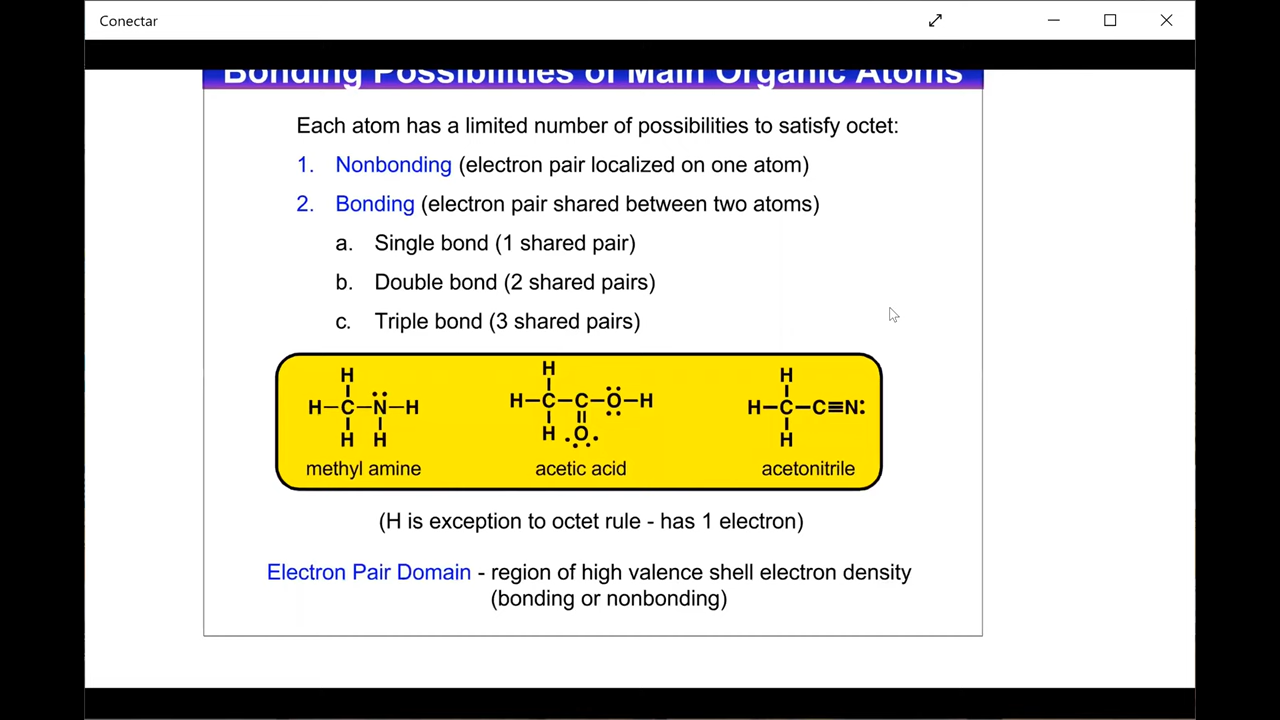 Conectar
Bonding Possibilities of Main Organic Atoms
Each atom has a limited number of possibilities to satisfy octet:
1. Nonbonding (electron pair localized on one atom)
2. Bonding (electron pair shared between two atoms)
a. Single bond (1 shared pair)
b. Double bond (2 shared pairs)
c. Triple bond (3 shared pairs)
H H H
H–C–N–H H–C–C–O–H H–C–C≡N:
H H H O H
methyl amine acetic acid acetonitrile
(H is exception to octet rule - has 1 electron)
Electron Pair Domain - region of high valence shell electron density
(bonding or nonbonding)